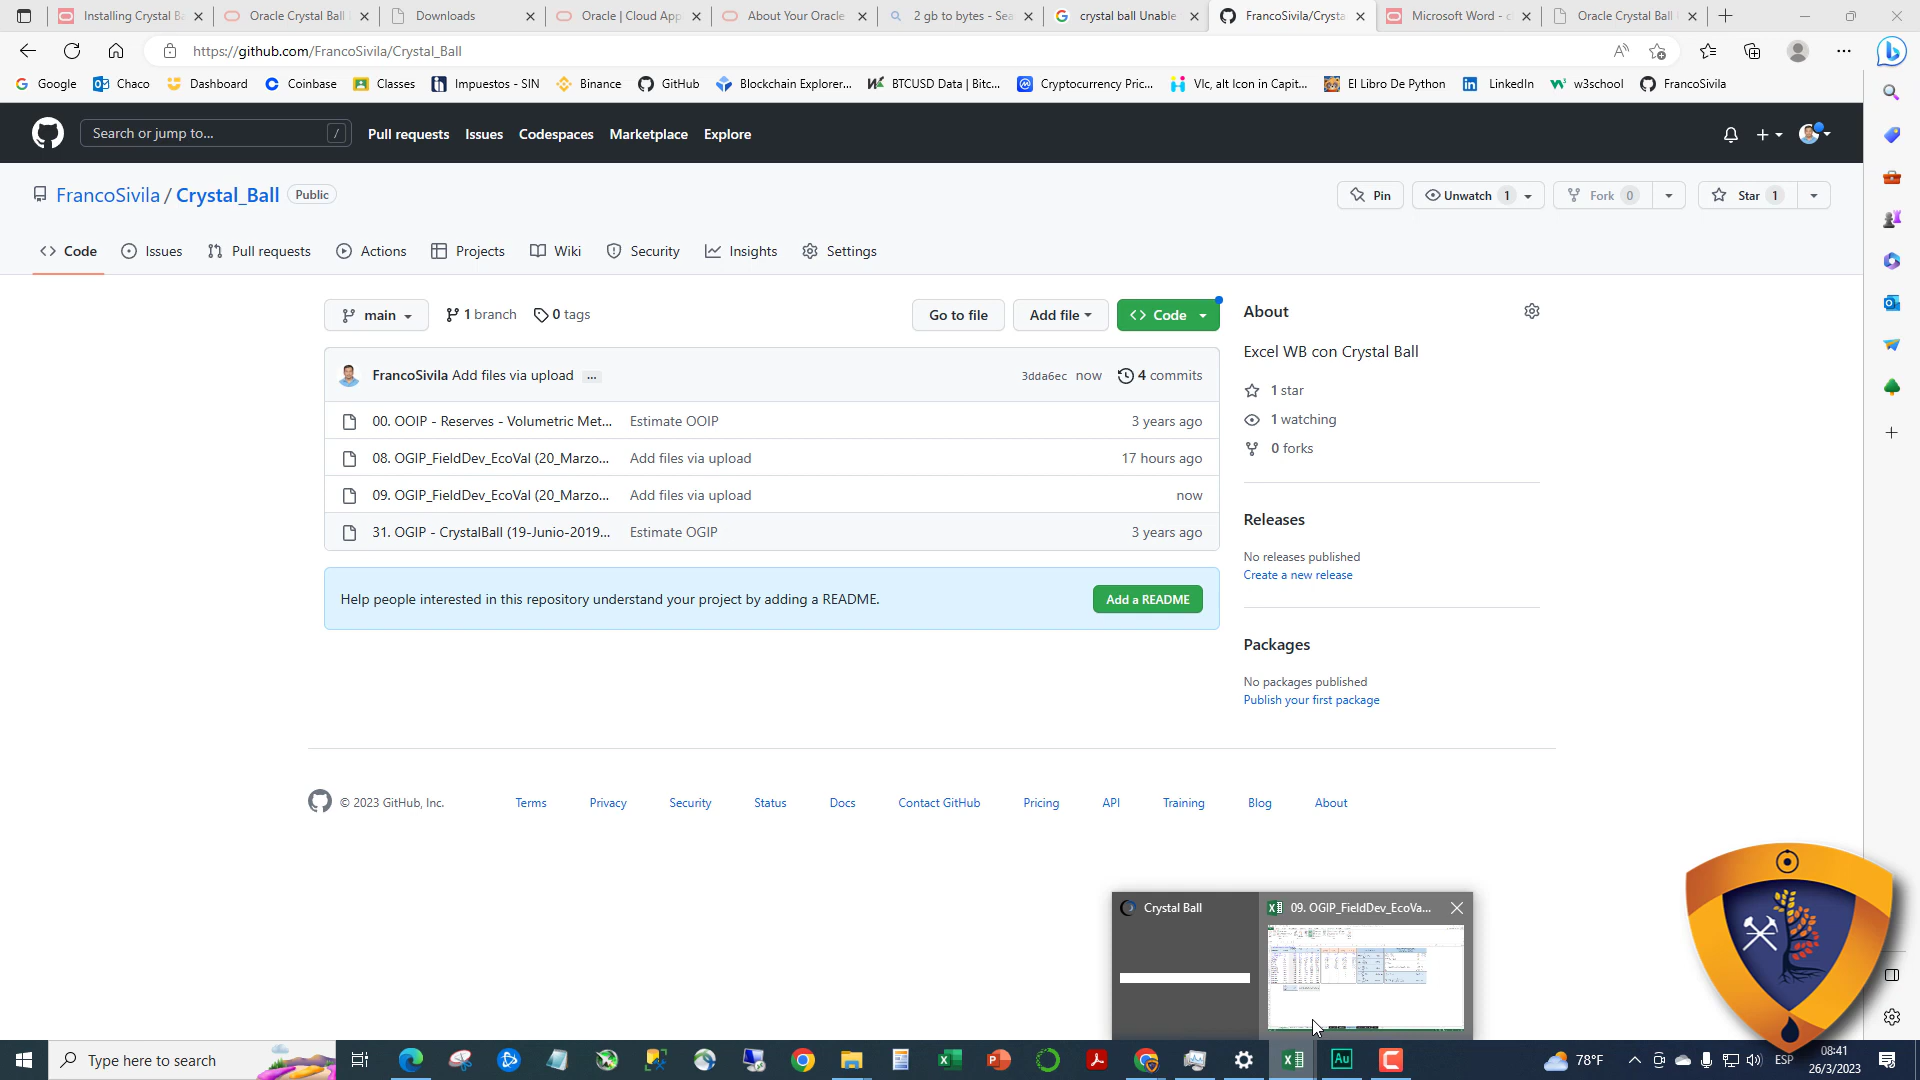 Installing Crystal Ba
Oracle Crystal Ball
Downloads
Oracle | Cloud App
About Your Oracle
2 gb to bytes - Sea
crystal ball Unable
FrancoSivila/Crysta
Microsoft Word - c
Oracle Crystal Ball
https://github.com/FrancoSivila/Crystal_Ball
Google
Chaco
Dashboard
Coinbase
Classes
Impuestos - SIN
Binance
GitHub
Blockchain Explorer...
BTCUSD Data | Bitc...
Cryptocurrency Pric...
Vlc, alt Icon in Capit...
El Libro De Python
LinkedIn
w3school
FrancoSivila
Search or jump to...
/
Pull requests
Issues
Codespaces
Marketplace
Explore
FrancoSivila / Crystal_Ball
Public
Pin
Unwatch 1
Fork 0
Star 1
Code
Issues
Pull requests
Actions
Projects
Wiki
Security
Insights
Settings
main
1 branch
0 tags
Go to file
Add file
Code
About
Excel WB con Crystal Ball
FrancoSivila Add files via upload ...
3dda6ec now
4 commits
1 star
00. OOIP - Reserves - Volumetric Met...
Estimate OOIP
3 years ago
1 watching
08. OGIP_FieldDev_EcoVal (20_Marzo...
Add files via upload
17 hours ago
0 forks
09. OGIP_FieldDev_EcoVal (20_Marzo...
Add files via upload
now
31. OGIP - CrystalBall (19-Junio-2019...
Estimate OGIP
3 years ago
Releases
No releases published
Create a new release
Help people interested in this repository understand your project by adding a README.
Add a README
Packages
No packages published
Publish your first package
© 2023 GitHub, Inc.
Terms
Privacy
Security
Status
Docs
Contact GitHub
Pricing
API
Training
Blog
About
Crystal Ball
09. OGIP_FieldDev_EcoVa...
Type here to search
78°F
ESP
08:41
26/3/2023